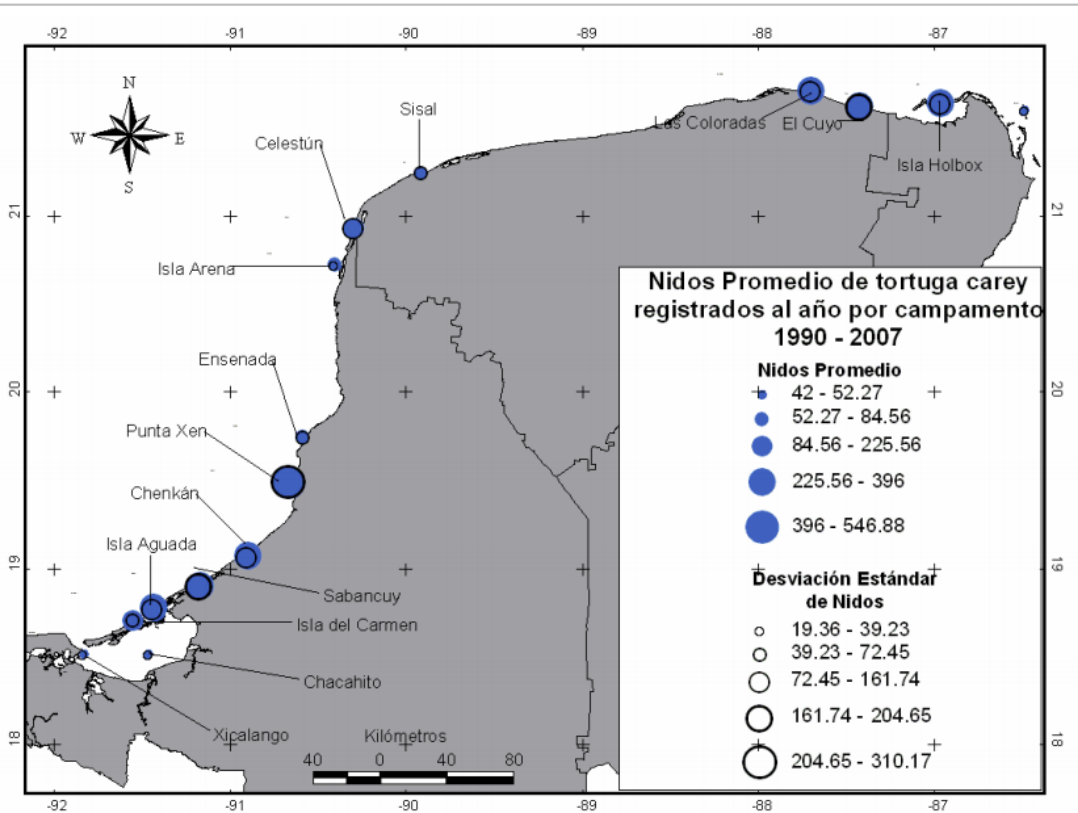 -92 -91 -90 -89 -88 -87
N
W E
S
Sisal
Celestún
Las Coloradas
El Cuyo
Isla Holbox
21 21
Isla Arena
Nidos Promedio de tortuga carey
registrados al año por campamento
1990 - 2007
Nidos Promedio
42 - 52.27
52.27 - 84.56
84.56 - 225.56
225.56 - 396
396 - 546.88
Ensenada
20 20
Punta Xen
Chenkán
Isla Aguada
19 19
Sabancuy
Isla del Carmen
Chacahito
Xicalango
18 18
Desviación Estándar
de Nidos
19.36 - 39.23
39.23 - 72.45
72.45 - 161.74
161.74 - 204.65
204.65 - 310.17
Kilómetros
40 0 40 80
-92 -91 -90 -89 -88 -87